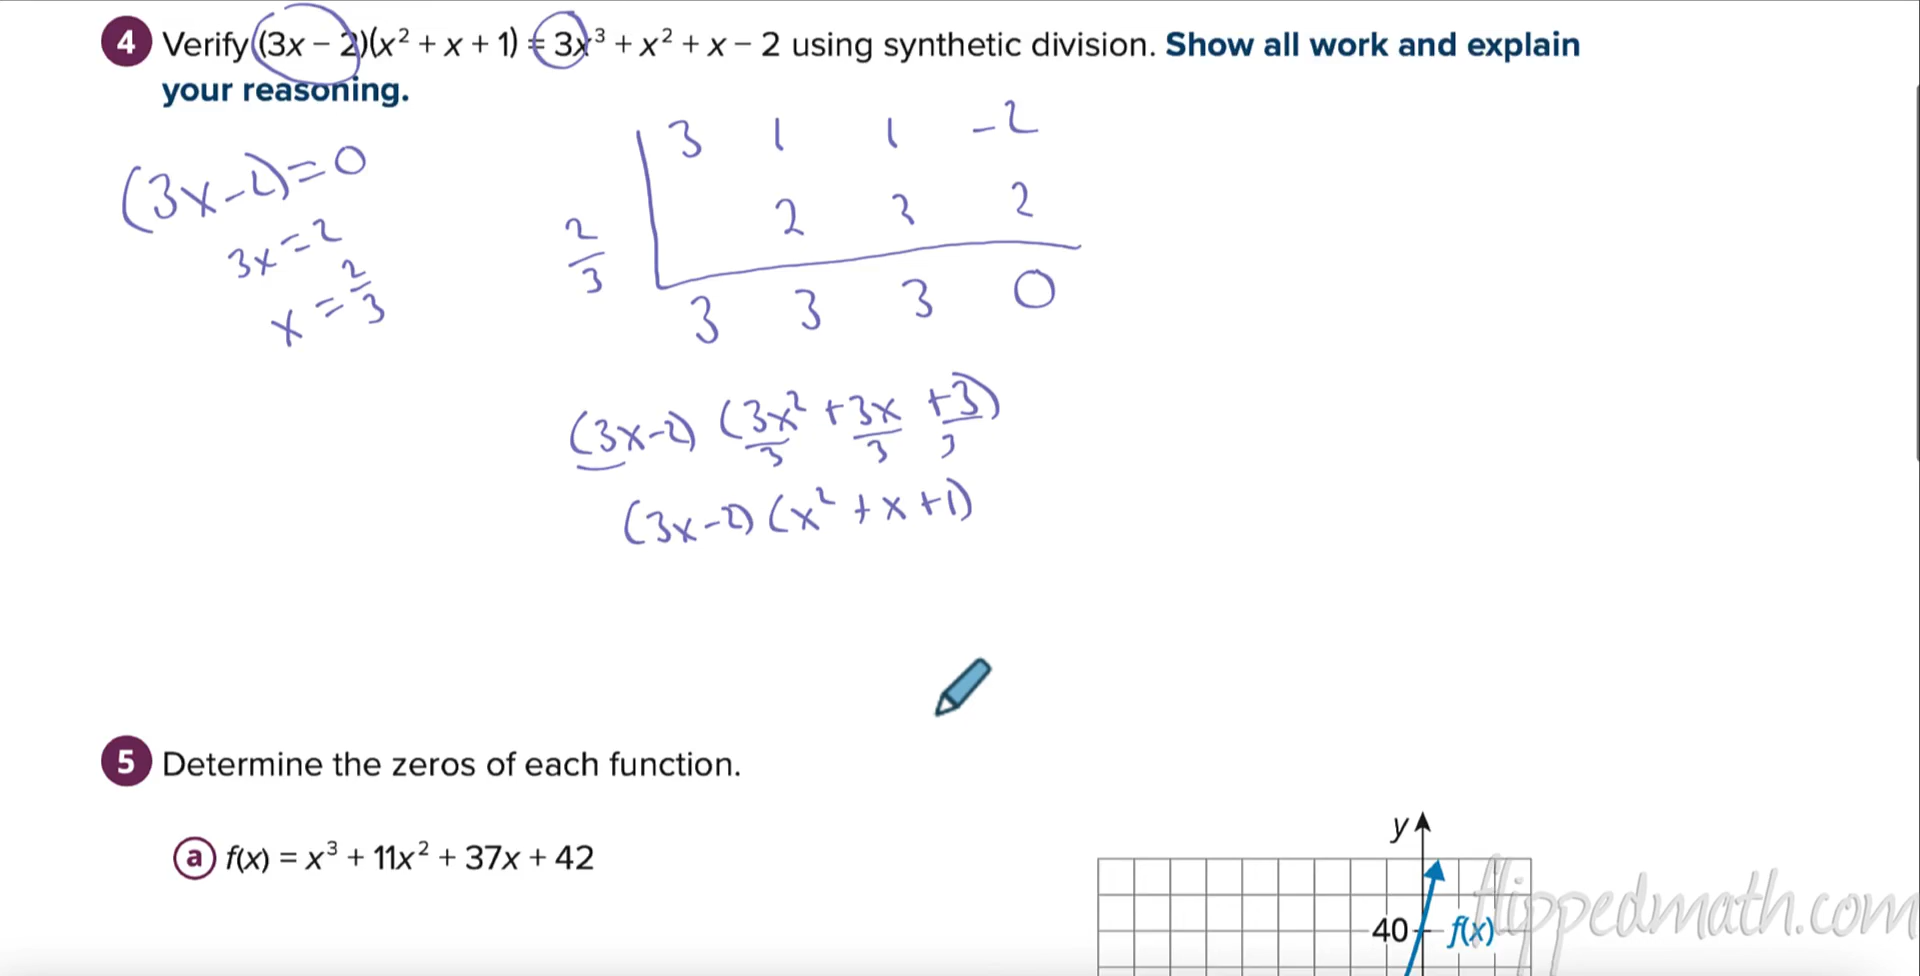 4 Verify (3x – 2)(x² + x + 1) = 3x³ + x² + x – 2 using synthetic division. Show all work and explain
your reasoning.
(3x-2)=0
3x=2
x=2/3
2/3
3 1 1 -2
2 2 2
3 3 3 0
(3x-2) (3x²/3 +3x/3 +3/3)
(3x-2) (x² +x +1)
5 Determine the zeros of each function.
a f(x) = x³ + 11x² + 37x + 42
y
40
f(x)
flippedmath.com